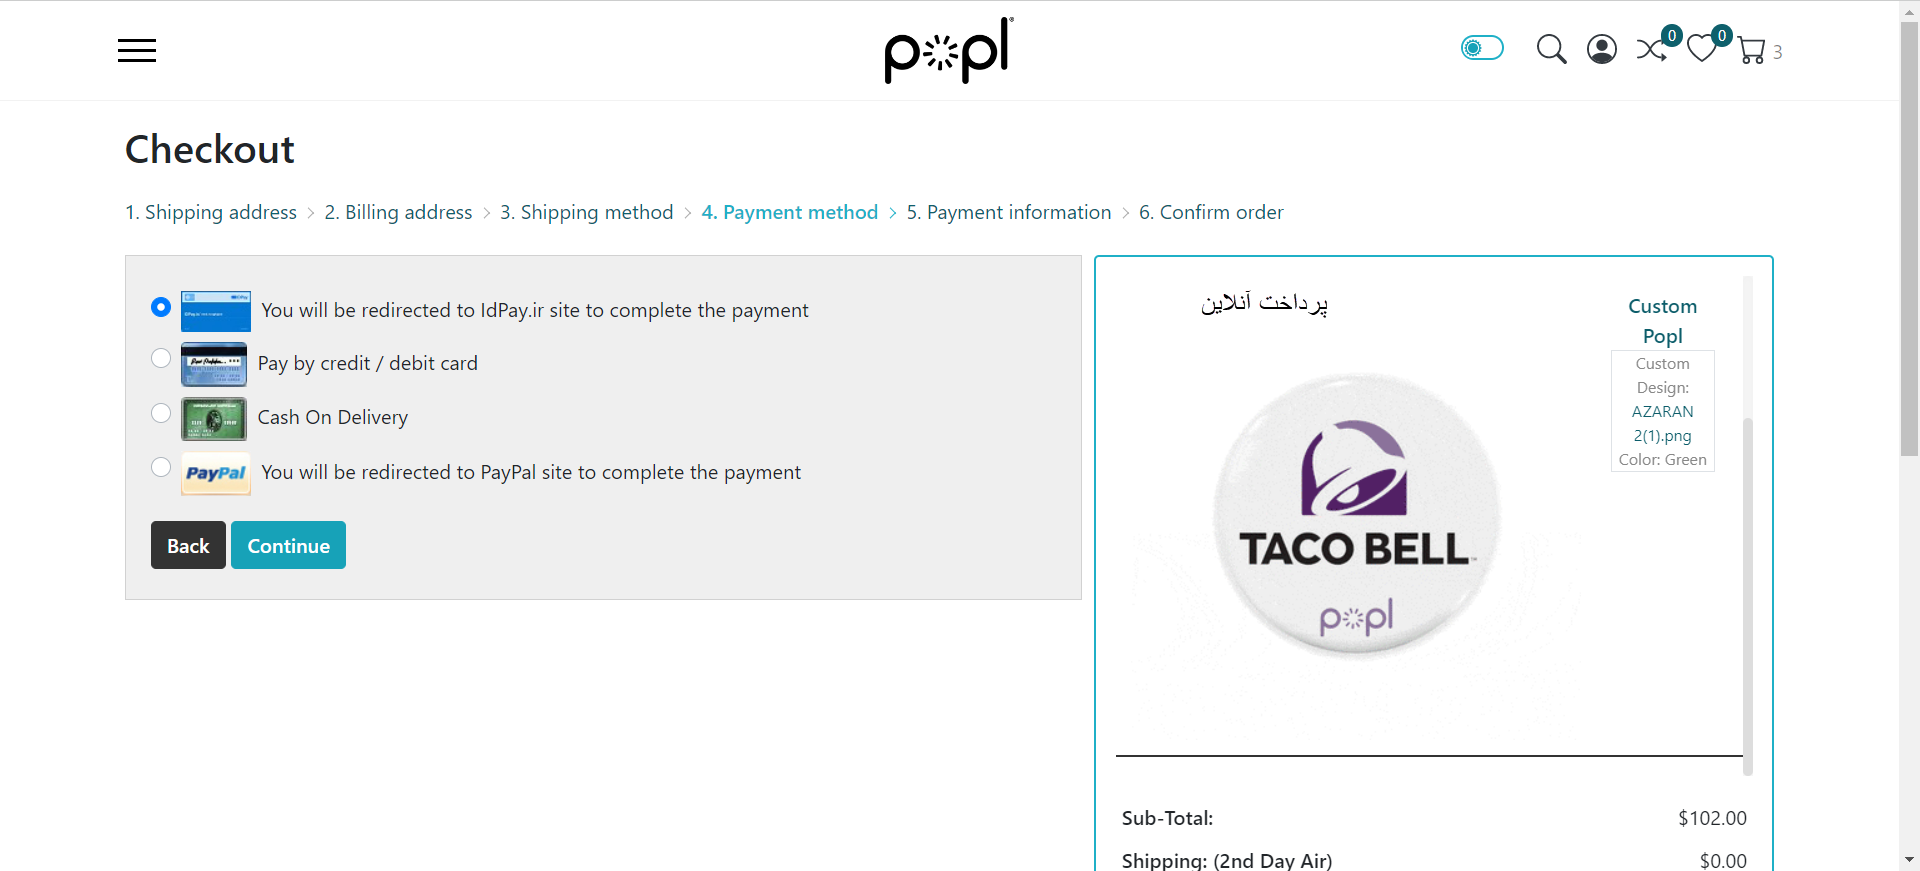 popl
0
0
3
Checkout
1. Shipping address > 2. Billing address > 3. Shipping method > 4. Payment method > 5. Payment information > 6. Confirm order
You will be redirected to IdPay.ir site to complete the payment
Pay by credit / debit card
Cash On Delivery
PayPal You will be redirected to PayPal site to complete the payment
Back Continue
پرداخت آنلاین
Custom
Popl
Custom
Design:
AZARAN
2(1).png
Color: Green
TACO BELL
popl
Sub-Total: $102.00
Shipping: (2nd Day Air) $0.00